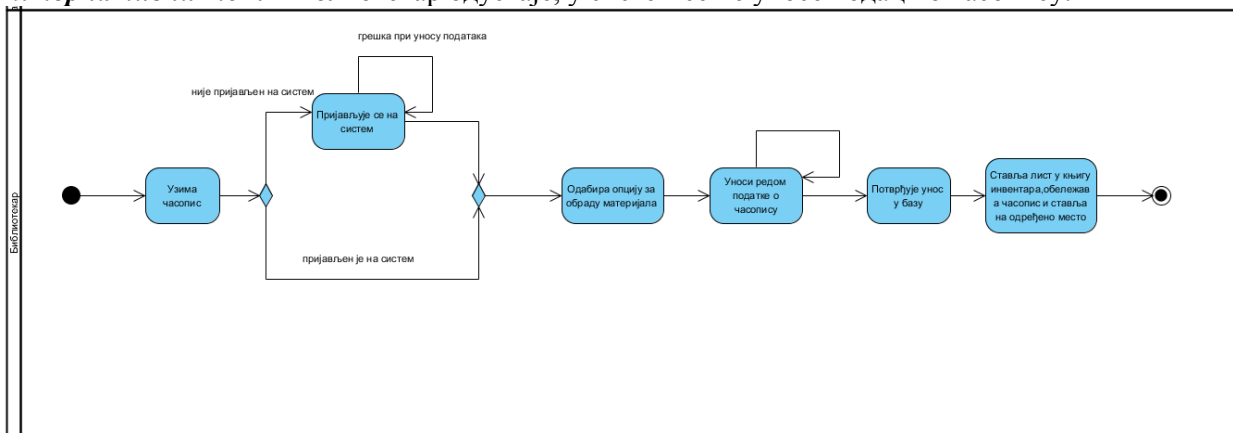 грешка при уносу података
није пријављен на систем
Пријављује се на
систем
Узима
часопис
Одабира опцију за
обраду материјала
Уноси редом
податке о
часопису
Потврђује унос
у базу
Ставља лист у књигу
инвентара,обележав
а часопис и ставља
на одређено место
пријављен је на систем
Библиотекар